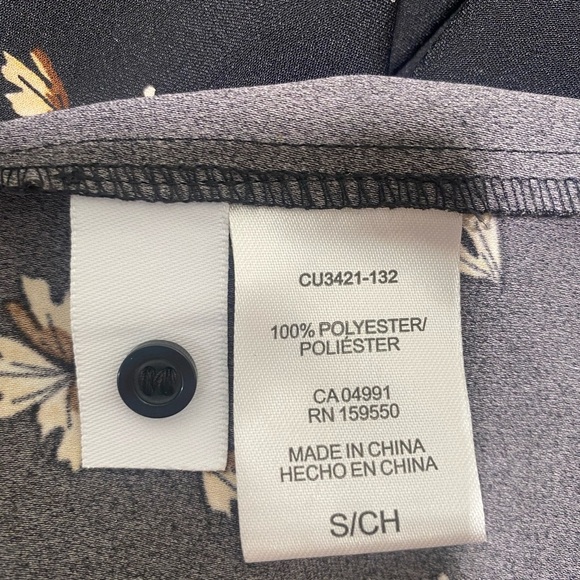 CU3421-132
100% POLYESTER/
POLIÉSTER
CA 04991
RN 159550
MADE IN CHINA
HECHO EN CHINA
S/CH